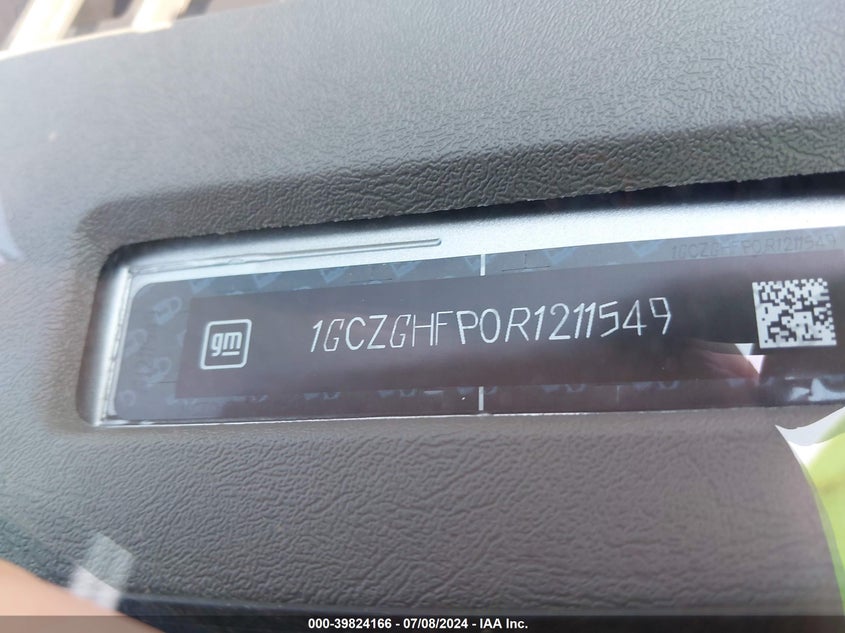 1GCZGHFP0R1211549
gm 1GCZGHFP0R1211549
000-39824166 - 07/08/2024 - IAA Inc.